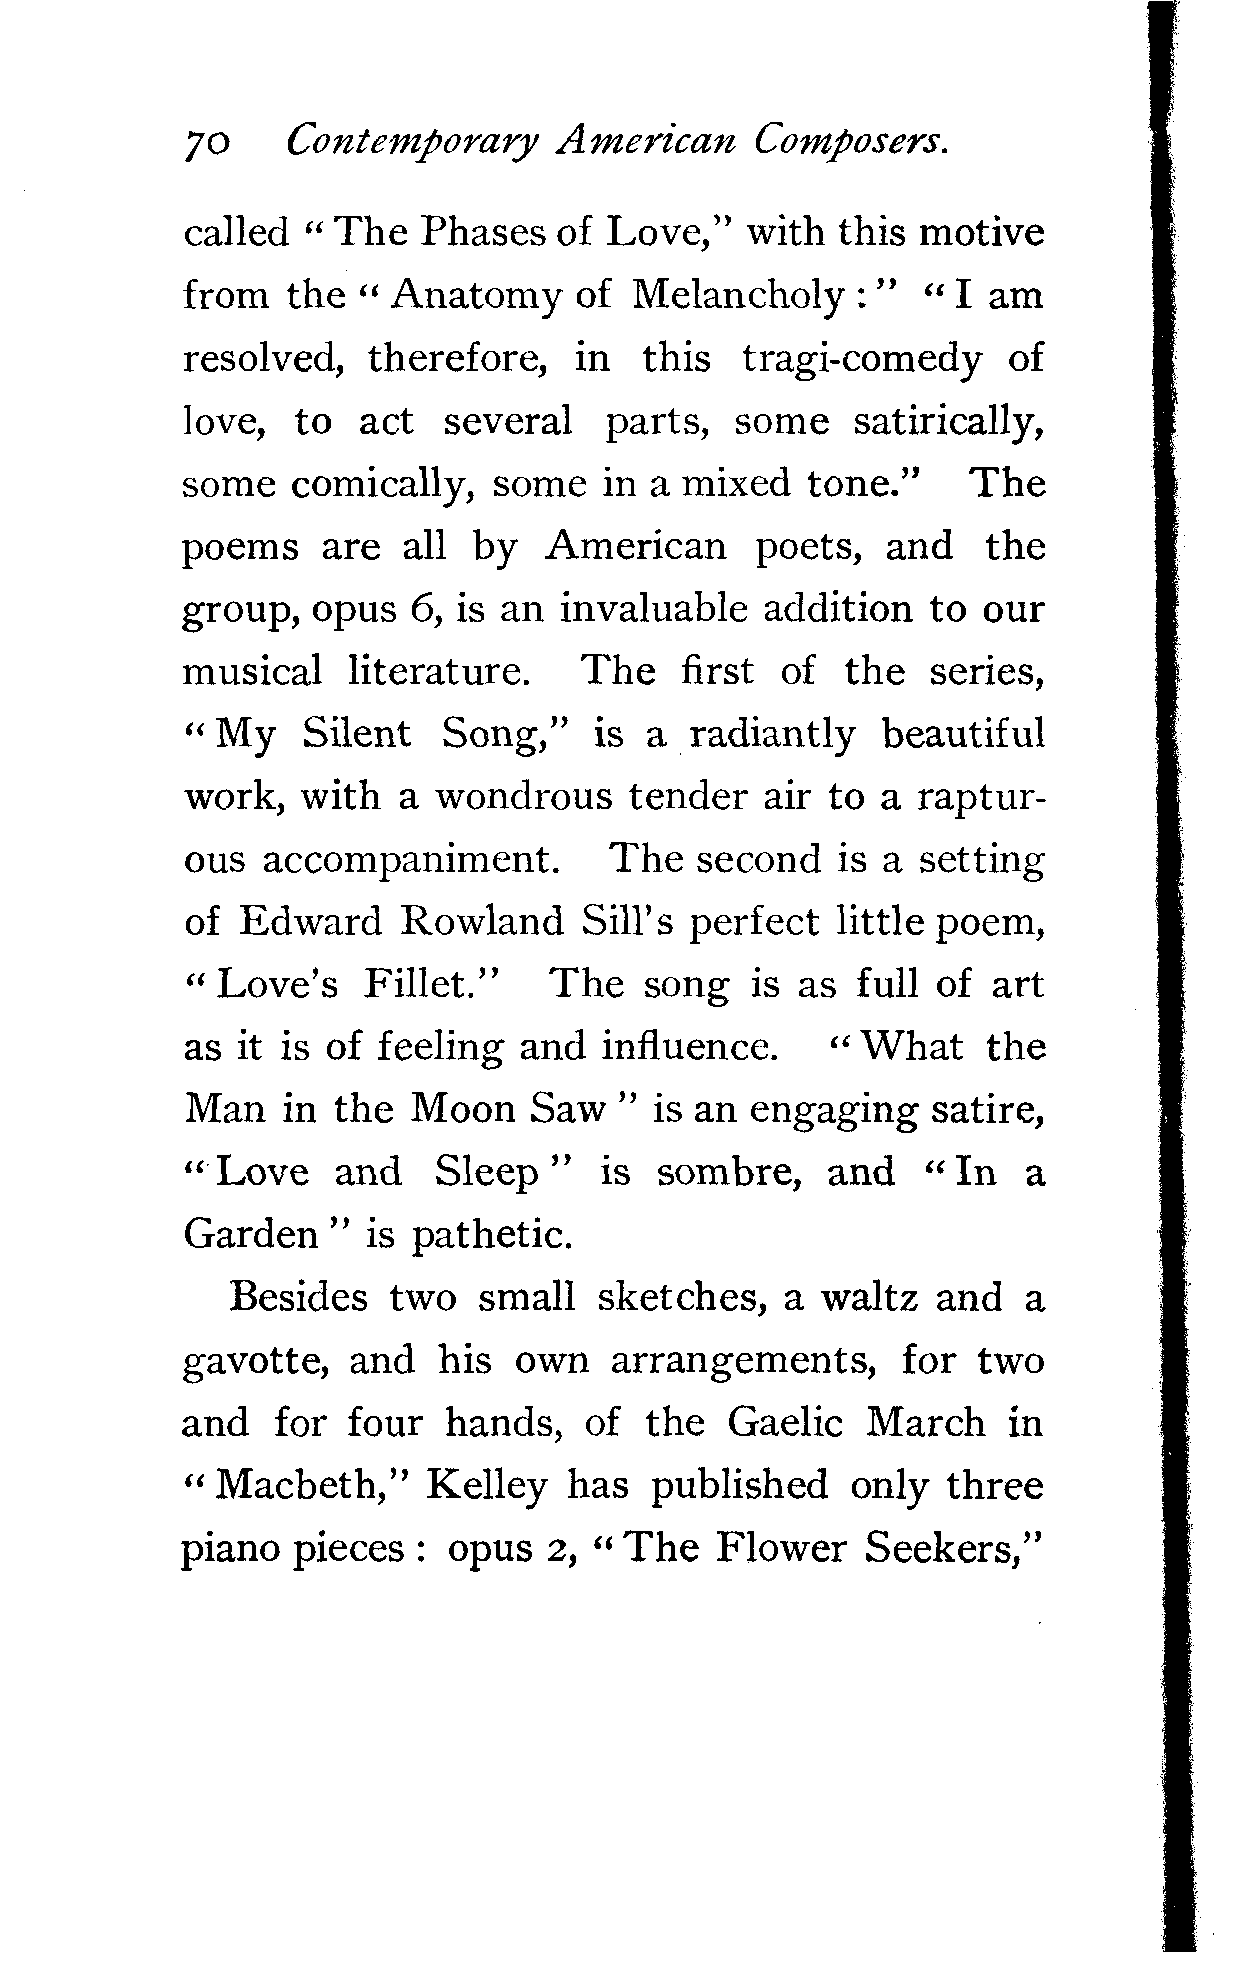 70 Contemporary American Composers.
called “ The Phases of Love,” with this motive
from the “ Anatomy of Melancholy : ” “ I am
resolved, therefore, in this tragi-comedy of
love, to act several parts, some satirically,
some comically, some in a mixed tone.” The
poems are all by American poets, and the
group, opus 6, is an invaluable addition to our
musical literature. The first of the series,
“ My Silent Song,” is a radiantly beautiful
work, with a wondrous tender air to a raptur-
ous accompaniment. The second is a setting
of Edward Rowland Sill’s perfect little poem,
“ Love’s Fillet.” The song is as full of art
as it is of feeling and influence. “ What the
Man in the Moon Saw ” is an engaging satire,
“ Love and Sleep ” is sombre, and “ In a
Garden ” is pathetic.
Besides two small sketches, a waltz and a
gavotte, and his own arrangements, for two
and for four hands, of the Gaelic March in
“ Macbeth,” Kelley has published only three
piano pieces : opus 2, “ The Flower Seekers,”